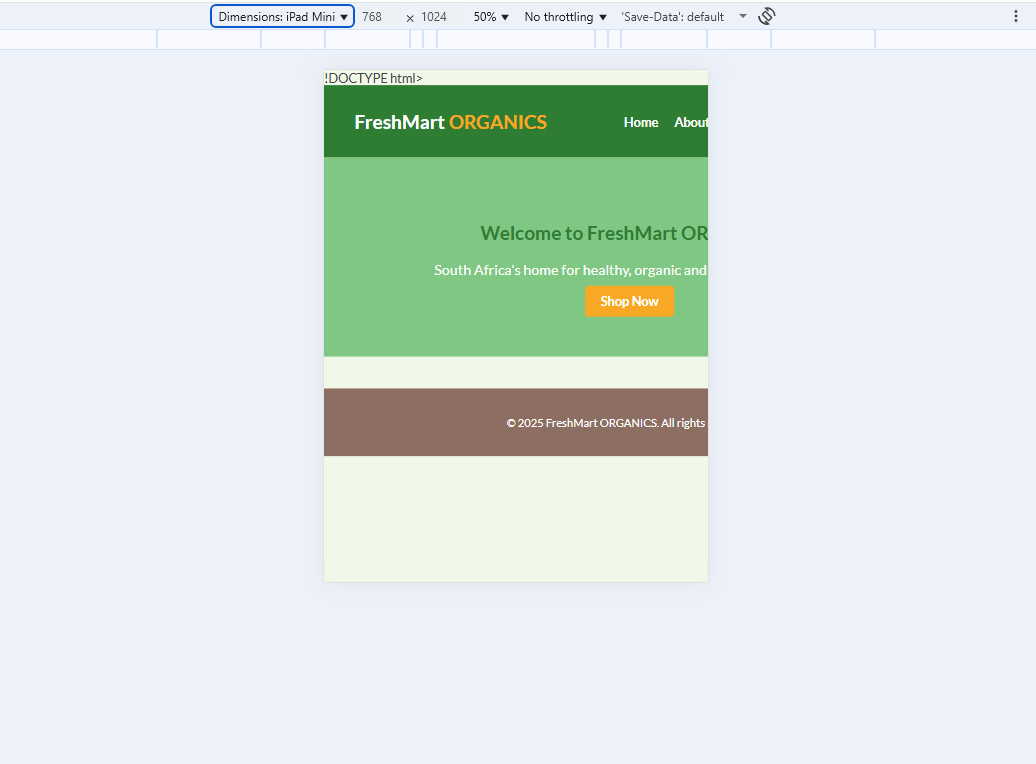 Dimensions: iPad Mini 768 × 1024 50% No throttling 'Save-Data': default
!DOCTYPE html>
FreshMart ORGANICS Home About
Welcome to FreshMart OR
South Africa's home for healthy, organic and
Shop Now
© 2025 FreshMart ORGANICS. All rights